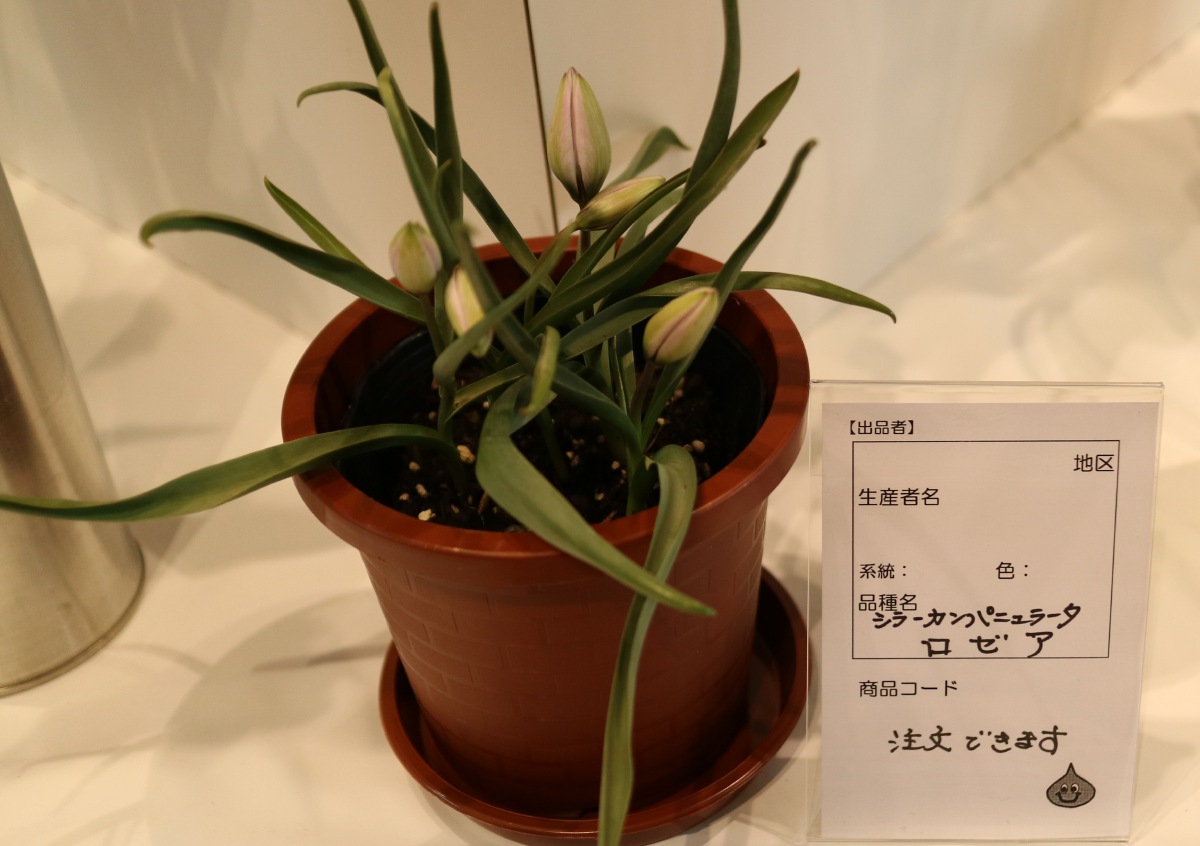 【出品者】
地区
生産者名
系統： 色：
品種名
シラーカンパニュラータ
ロゼア
商品コード
注文できます